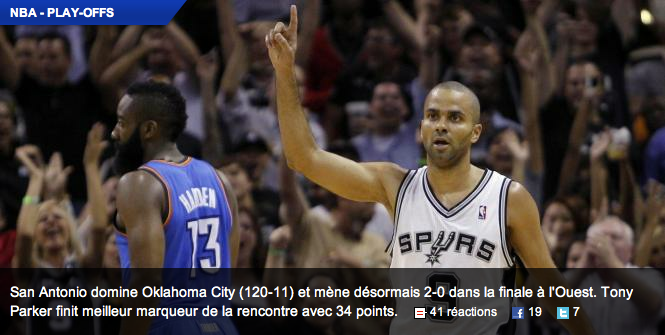 NBA - PLAY-OFFS
HARDEN
13
SPURS
9
San Antonio domine Oklahoma City (120-11) et mène désormais 2-0 dans la finale à l'Ouest. Tony
Parker finit meilleur marqueur de la rencontre avec 34 points. 41 réactions 19 7